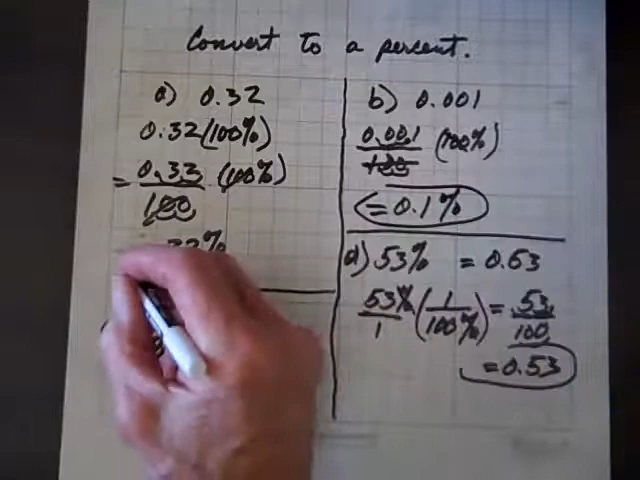 Convert to a percent.
a) 0.32
0.32(100%)
= 0.33 (100%)
100
32%
b) 0.001
0.001 (100%)
100
= 0.1%
d) 53% = 0.53
53% ( 1 ) = 53
1 100% 100
= 0.53